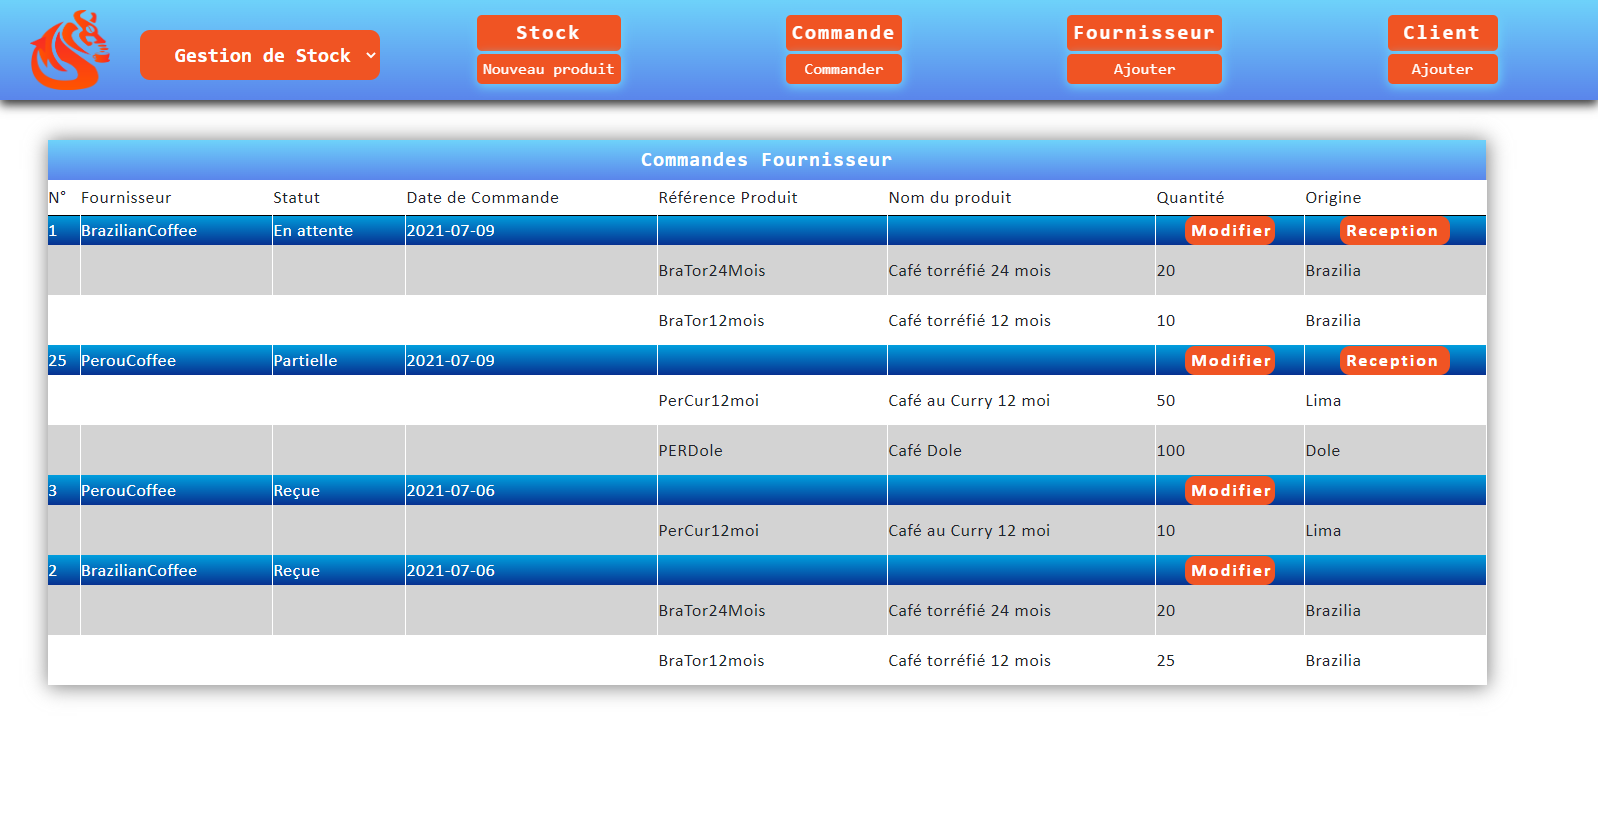 Gestion de Stock
Stock
Nouveau produit
Commande
Commander
Fournisseur
Ajouter
Client
Ajouter
Commandes Fournisseur
N° Fournisseur Statut Date de Commande Référence Produit Nom du produit Quantité Origine
1 BrazilianCoffee En attente 2021-07-09 Modifier Reception
BraTor24Mois Café torréfié 24 mois 20 Brazilia
BraTor12mois Café torréfié 12 mois 10 Brazilia
25 PerouCoffee Partielle 2021-07-09 Modifier Reception
PerCur12moi Café au Curry 12 moi 50 Lima
PERDole Café Dole 100 Dole
3 PerouCoffee Reçue 2021-07-06 Modifier
PerCur12moi Café au Curry 12 moi 10 Lima
2 BrazilianCoffee Reçue 2021-07-06 Modifier
BraTor24Mois Café torréfié 24 mois 20 Brazilia
BraTor12mois Café torréfié 12 mois 25 Brazilia